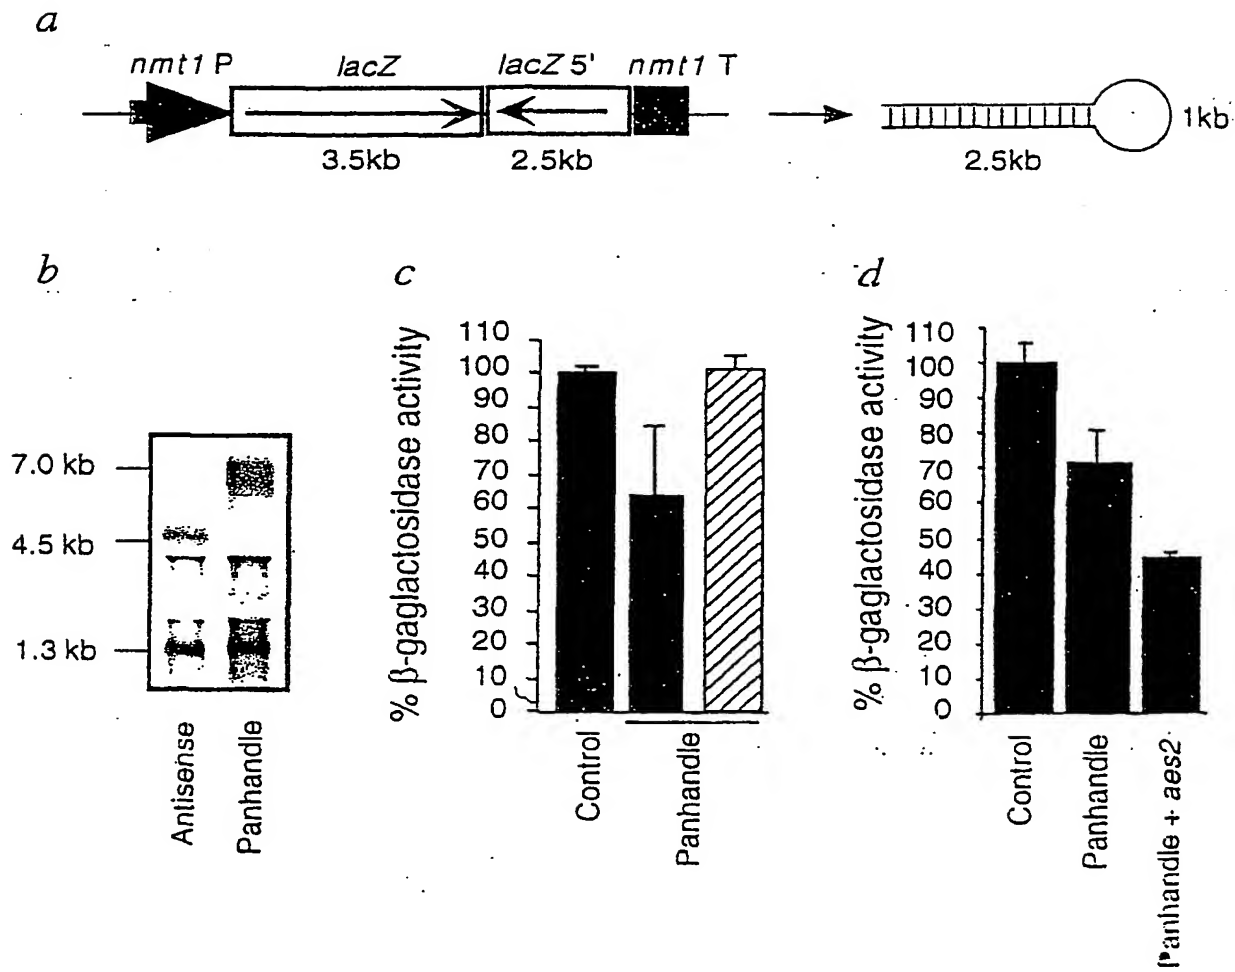 a
nmt1 P
lacZ
lacZ 5'
nmt1 T
3.5kb
2.5kb
2.5kb
1kb
b
7.0 kb
4.5 kb
1.3 kb
Antisense
Panhandle
c
% β-gaglactosidase activity
110
100
90
80
70
60
50
40
30
20
10
0
Control
Panhandle
d
% β-gaglactosidase activity
110
100
90
80
70
60
50
40
30
20
10
0
Control
Panhandle
Panhandle + aes2